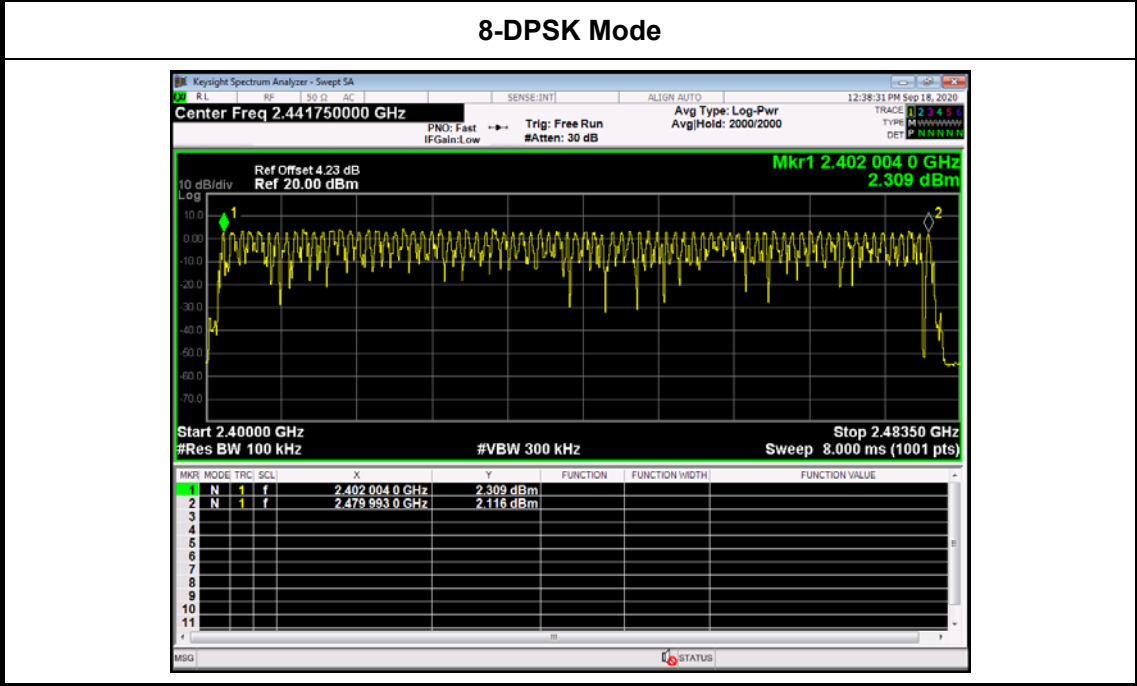 8-DPSK Mode
Keysight Spectrum Analyzer - Swept SA
RL RF 50 Ω AC SENSE:INT ALIGN AUTO 12:38:31 PM Sep 18, 2020
Center Freq 2.441750000 GHz
PNO: Fast Trig: Free Run Avg Type: Log-Pwr TRACE 1 2 3 4 5 6
IFGain:Low #Atten: 30 dB Avg|Hold: 2000/2000 TYPE M WWWWW
DET P N N N N N
Mkr1 2.402 004 0 GHz
2.309 dBm
Ref Offset 4.23 dB
10 dB/div Ref 20.00 dBm
Log
10.0
0.00
-10.0
-20.0
-30.0
-40.0
-50.0
-60.0
-70.0
1
2
Start 2.40000 GHz Stop 2.48350 GHz
#Res BW 100 kHz #VBW 300 kHz Sweep 8.000 ms (1001 pts)
MKR MODE TRC SCL X Y FUNCTION FUNCTION WIDTH FUNCTION VALUE
1 N 1 f 2.402 004 0 GHz 2.309 dBm
2 N 1 f 2.479 993 0 GHz 2.116 dBm
3
4
5
6
7
8
9
10
11
MSG STATUS